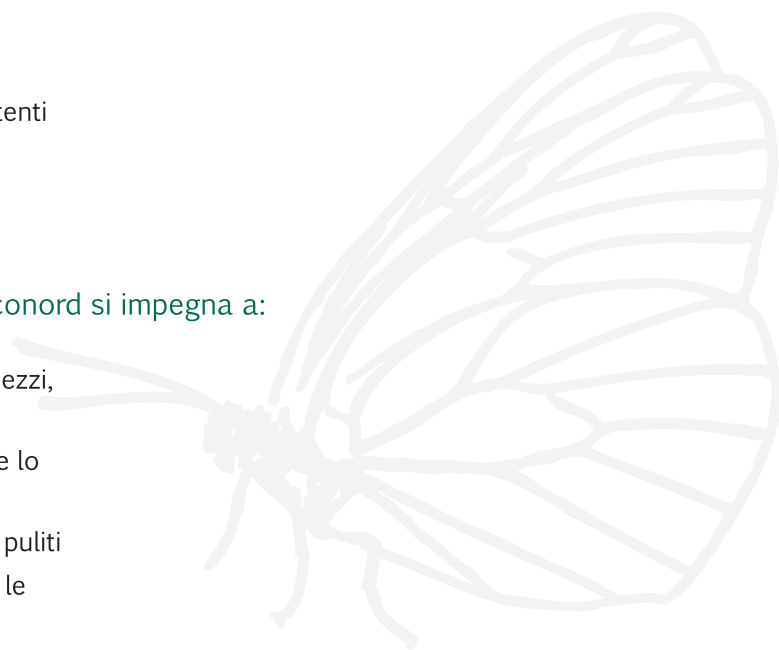 tenti
conord si impegna a:
ezzi,
e lo
puliti
le